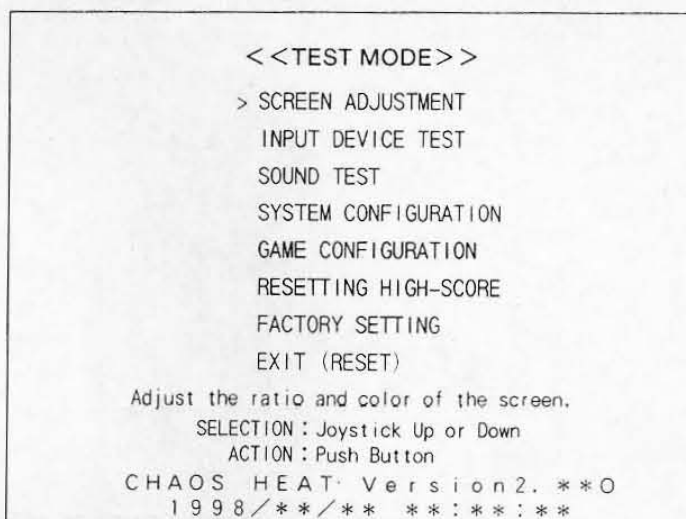 <<TEST MODE>>
> SCREEN ADJUSTMENT
INPUT DEVICE TEST
SOUND TEST
SYSTEM CONFIGURATION
GAME CONFIGURATION
RESETTING HIGH-SCORE
FACTORY SETTING
EXIT (RESET)
Adjust the ratio and color of the screen.
SELECTION : Joystick Up or Down
ACTION : Push Button
CHAOS HEAT Version2. **O
1998/**/** **:**:**